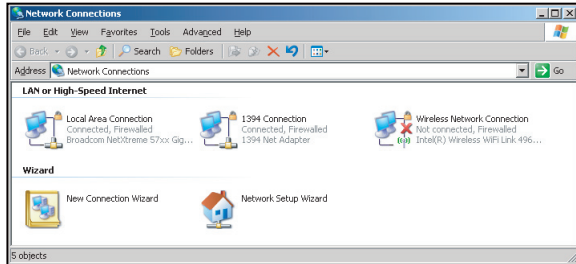 Network Connections
File Edit View Favorites Tools Advanced Help
Back Search Folders
Address Network Connections Go
LAN or High-Speed Internet
Local Area Connection
Connected, Firewalled
Broadcom NetXtreme 57xx Gig...
1394 Connection
Connected, Firewalled
1394 Net Adapter
Wireless Network Connection
Not connected, Firewalled
Intel(R) Wireless WiFi Link 496...
Wizard
New Connection Wizard
Network Setup Wizard
5 objects